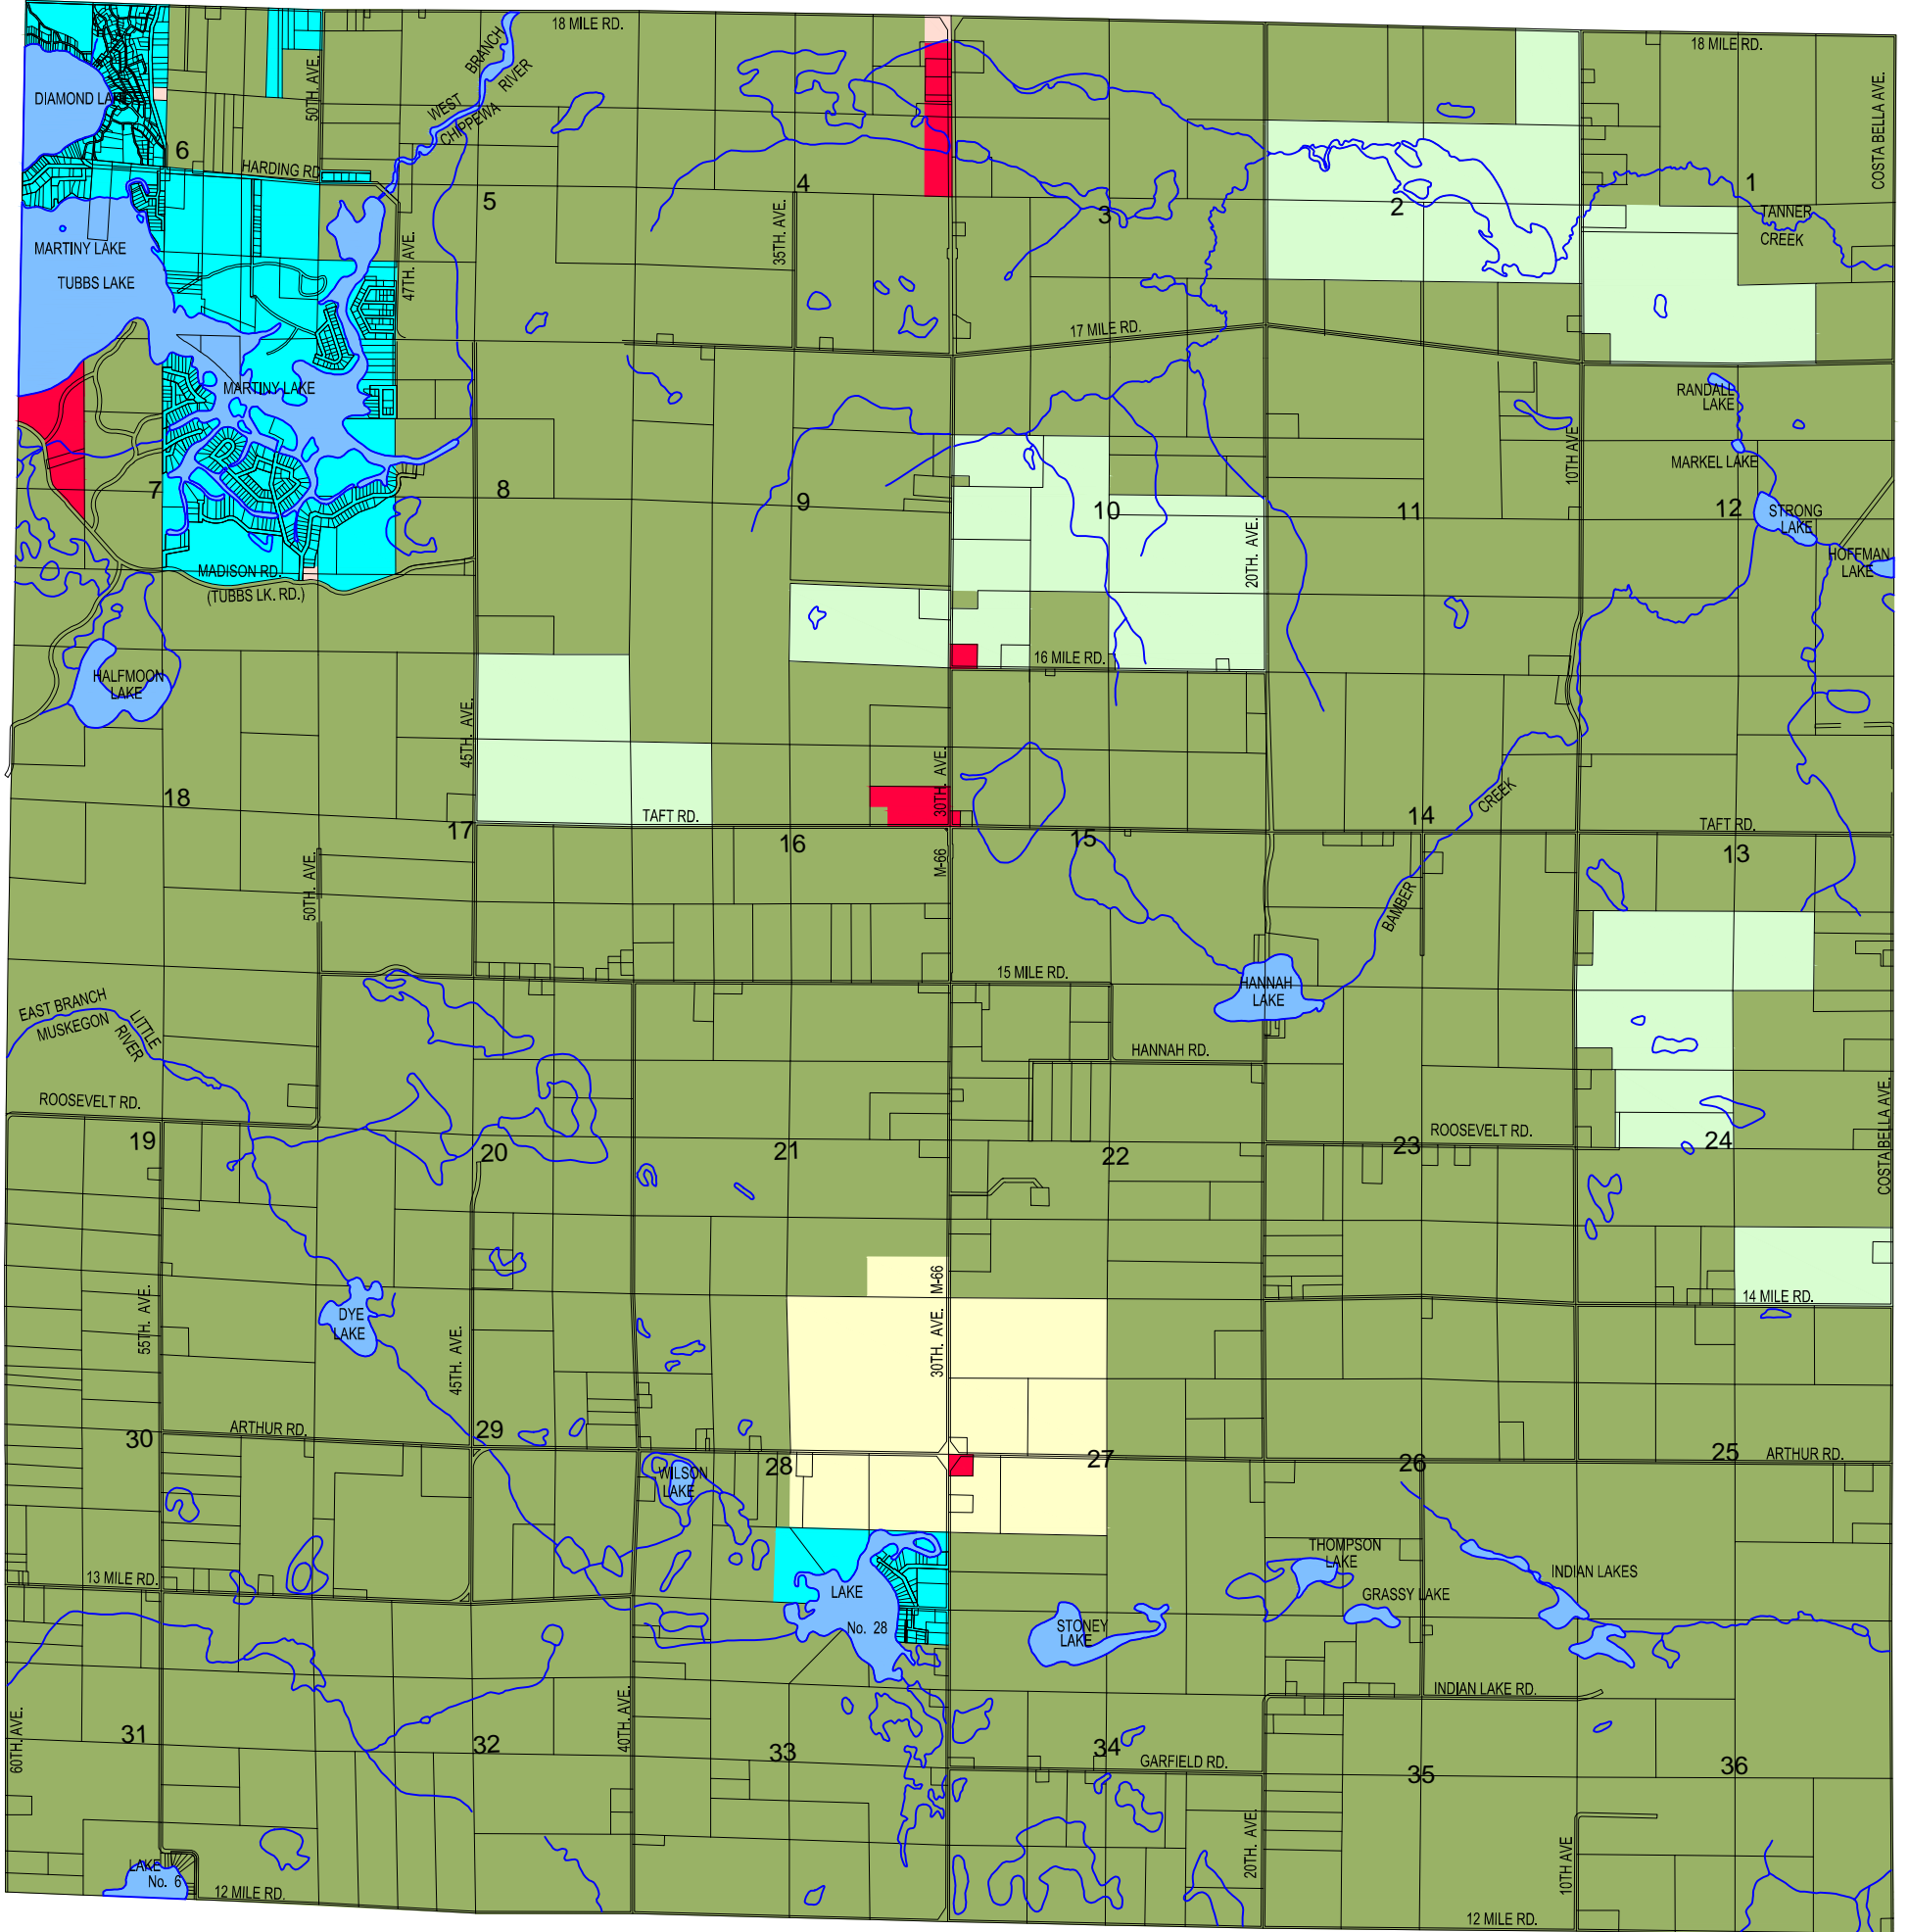 18 MILE RD.
18 MILE RD.
50TH. AVE.
WEST BRANCH
CHIPPEWA RIVER
DIAMOND LAKE
COSTA BELLA AVE.
6
HARDING RD
5
4
3
2
1
TANNER
CREEK
35TH. AVE.
47TH. AVE.
MARTINY LAKE
TUBBS LAKE
17 MILE RD.
MARTINY LAKE
RANDALL
LAKE
10TH AVE
MARKEL LAKE
7
8
9
10
11
12
STRONG
LAKE
HOFFMAN
LAKE
20TH. AVE.
MADISON RD.
(TUBBS LK. RD.)
16 MILE RD.
HALFMOON
LAKE
45TH. AVE.
30TH. AVE.
18
17
TAFT RD.
16
15
14
CREEK
TAFT RD.
13
M-66
50TH. AVE.
BAMBER
15 MILE RD.
HANNAH
LAKE
EAST BRANCH
MUSKEGON
LITTLE
RIVER
HANNAH RD.
ROOSEVELT RD.
COSTA BELLA AVE.
19
20
21
22
23
ROOSEVELT RD.
24
M-66
14 MILE RD.
55TH. AVE.
DYE
LAKE
45TH. AVE.
30TH. AVE.
30
ARTHUR RD.
29
28
27
26
25
ARTHUR RD.
WILSON
LAKE
THOMPSON
LAKE
INDIAN LAKES
13 MILE RD.
LAKE
No. 28
GRASSY LAKE
STONEY
LAKE
INDIAN LAKE RD.
60TH. AVE.
31
32
40TH. AVE.
33
34
GARFIELD RD.
35
36
20TH. AVE.
10TH AVE
LAKE
No. 6
12 MILE RD.
12 MILE RD.